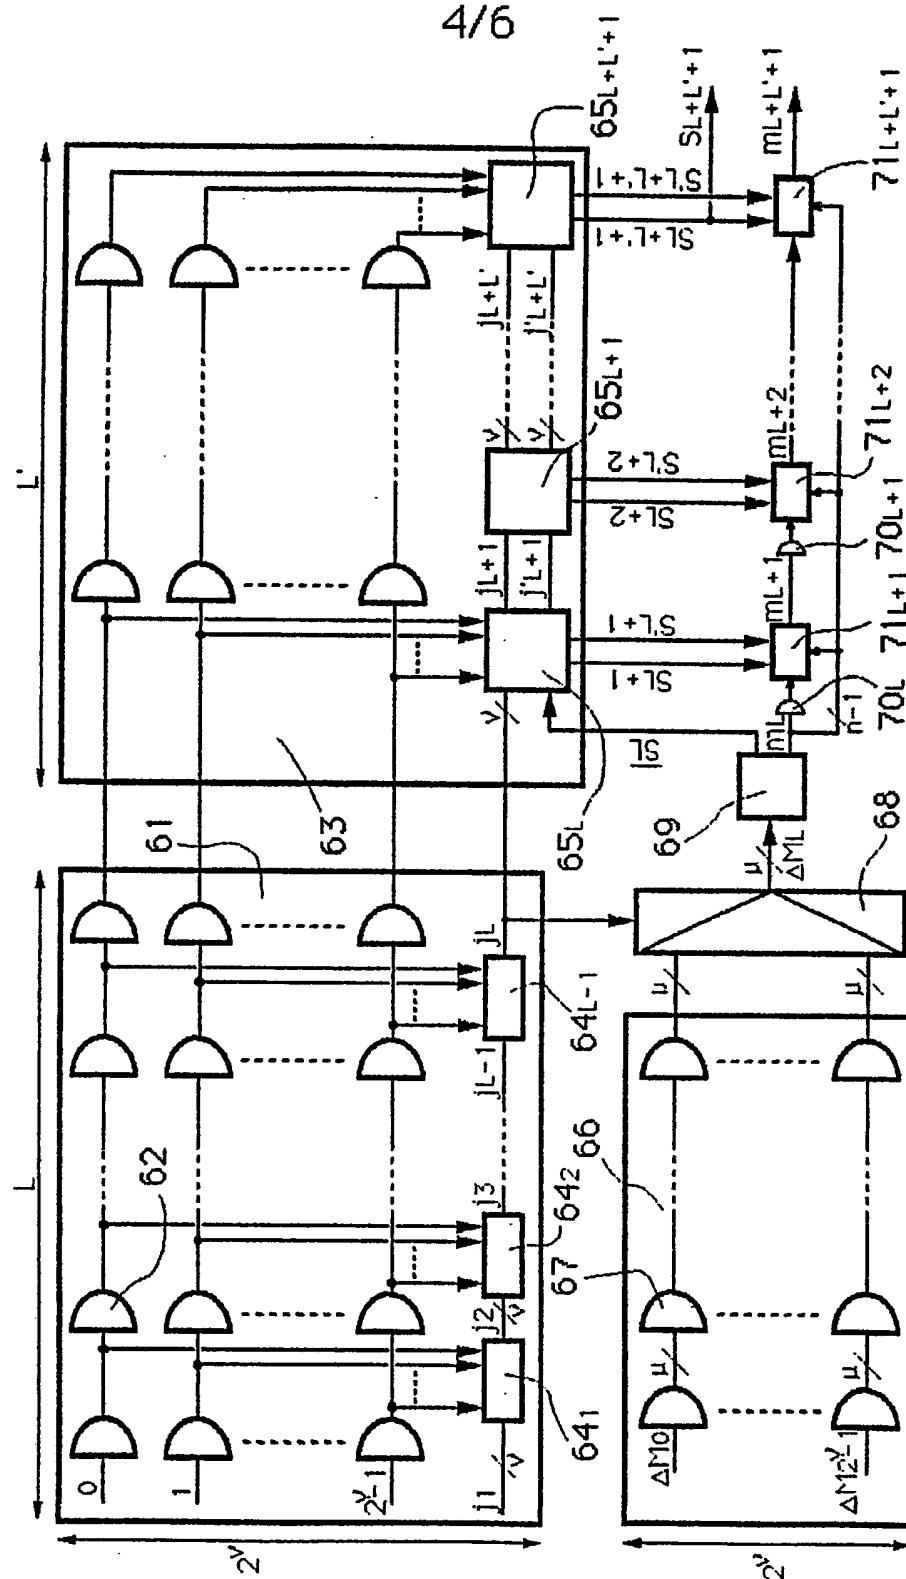 4/6
L'
65L+L'+1
SL+L'+1
mL+L'+1
S'L+L'+1
SL+L'+1
71L+L'+1
jL+L'
j'L+L'
65L+1
ν
ν
mL+2
71L+2
S'L+2
SL+2
jL+1
j'L+1
70L+1
mL+1
71L+1
S'L+1
SL+1
ν
70L
mL
n-1
SL
63
65L
69
61
μ
ΔML
68
L
jL
64L-1
jL-1
μ
μ
62
j3
642
66
67
j2
ν
641
μ
μ
0
1
2ν-1
j1
ν
ΔM0
ΔM2ν-1
2ν
2ν